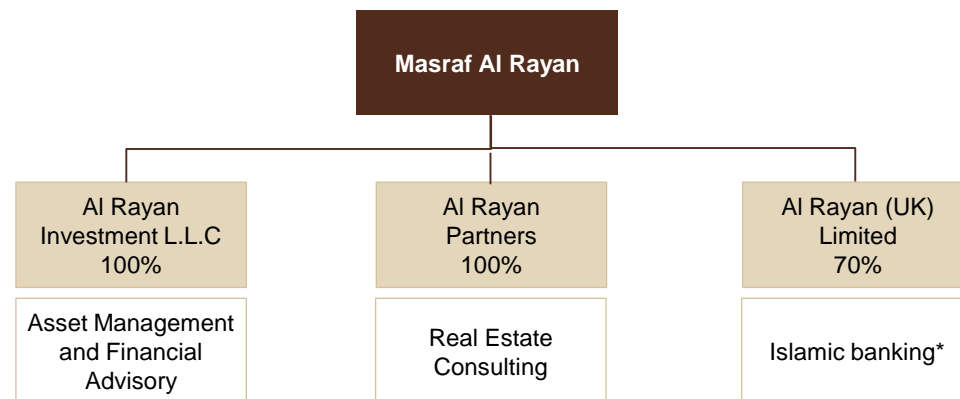 Masraf Al Rayan
Al Rayan
Investment L.L.C
100%
Al Rayan
Partners
100%
Al Rayan (UK)
Limited
70%
Asset Management
and Financial
Advisory
Real Estate
Consulting
Islamic banking*